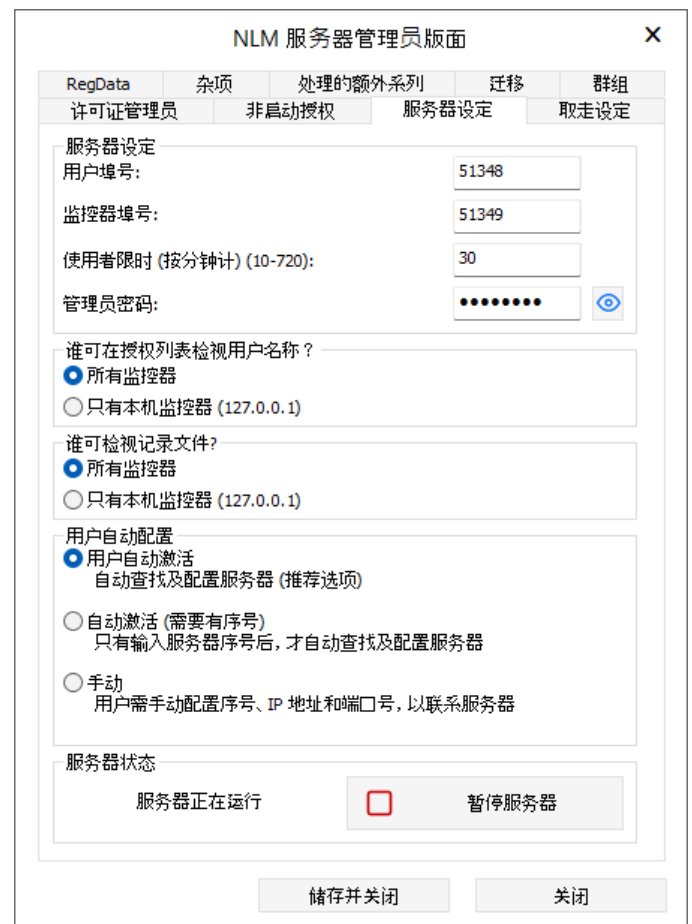 NLM 服务器管理员版面
RegData 杂项 处理的额外系列 迁移 群组
许可证管理员 非启动授权 服务器设定 取走设定
服务器设定
用户埠号: 51348
监控器埠号: 51349
使用者限时 (按分钟计) (10-720): 30
管理员密码: ●●●●●●●●
谁可在授权列表检视用户名称？
所有监控器
只有本机监控器 (127.0.0.1)
谁可检视记录文件?
所有监控器
只有本机监控器 (127.0.0.1)
用户自动配置
用户自动激活
自动查找及配置服务器 (推荐选项)
自动激活 (需要有序号)
只有输入服务器序号后, 才自动查找及配置服务器
手动
用户需手动配置序号、IP 地址和端口号, 以联系服务器
服务器状态
服务器正在运行 暂停服务器
储存并关闭 关闭